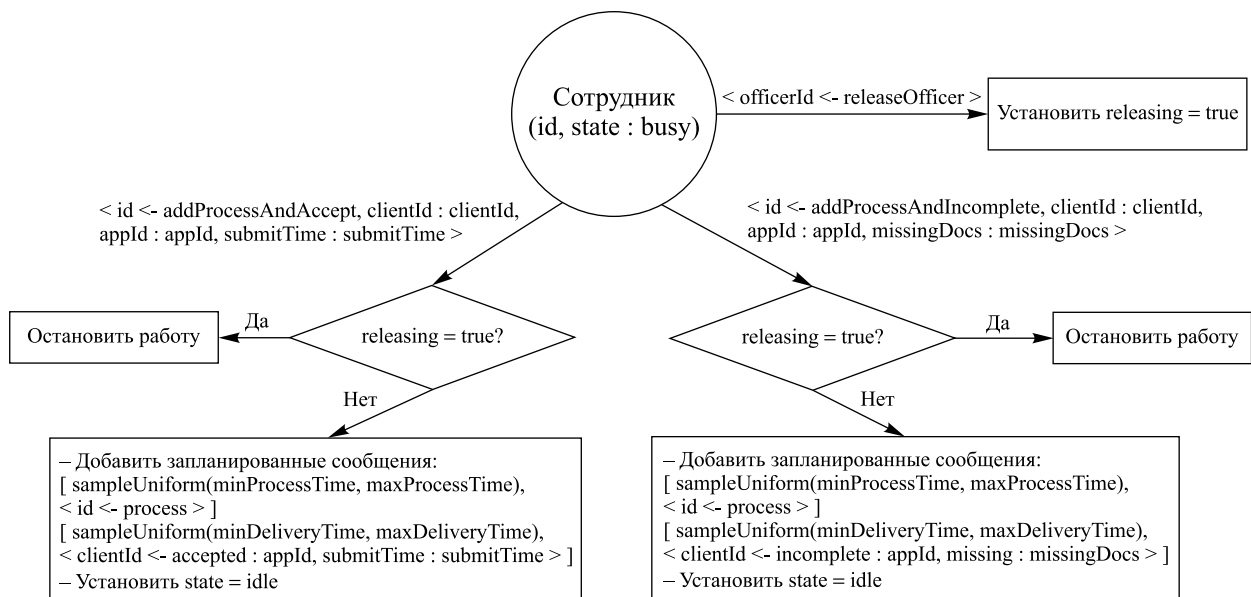 Сотрудник
(id, state : busy)
< officerId <- releaseOfficer >
Установить releasing = true
< id <- addProcessAndAccept, clientId : clientId,
appId : appId, submitTime : submitTime >
< id <- addProcessAndIncomplete, clientId : clientId,
appId : appId, missingDocs : missingDocs >
Остановить работу
Да
releasing = true?
Нет
releasing = true?
Да
Остановить работу
Нет
– Добавить запланированные сообщения:
[ sampleUniform(minProcessTime, maxProcessTime),
< id <- process > ]
[ sampleUniform(minDeliveryTime, maxDeliveryTime),
< clientId <- accepted : appId, submitTime : submitTime > ]
– Установить state = idle
– Добавить запланированные сообщения:
[ sampleUniform(minProcessTime, maxProcessTime),
< id <- process > ]
[ sampleUniform(minDeliveryTime, maxDeliveryTime),
< clientId <- incomplete : appId, missing : missingDocs > ]
– Установить state = idle